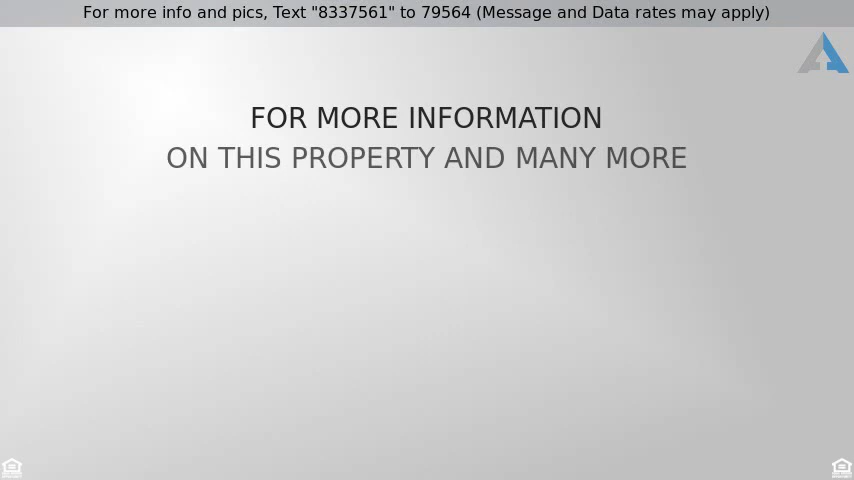 For more info and pics, Text "8337561" to 79564 (Message and Data rates may apply)
FOR MORE INFORMATION
ON THIS PROPERTY AND MANY MORE